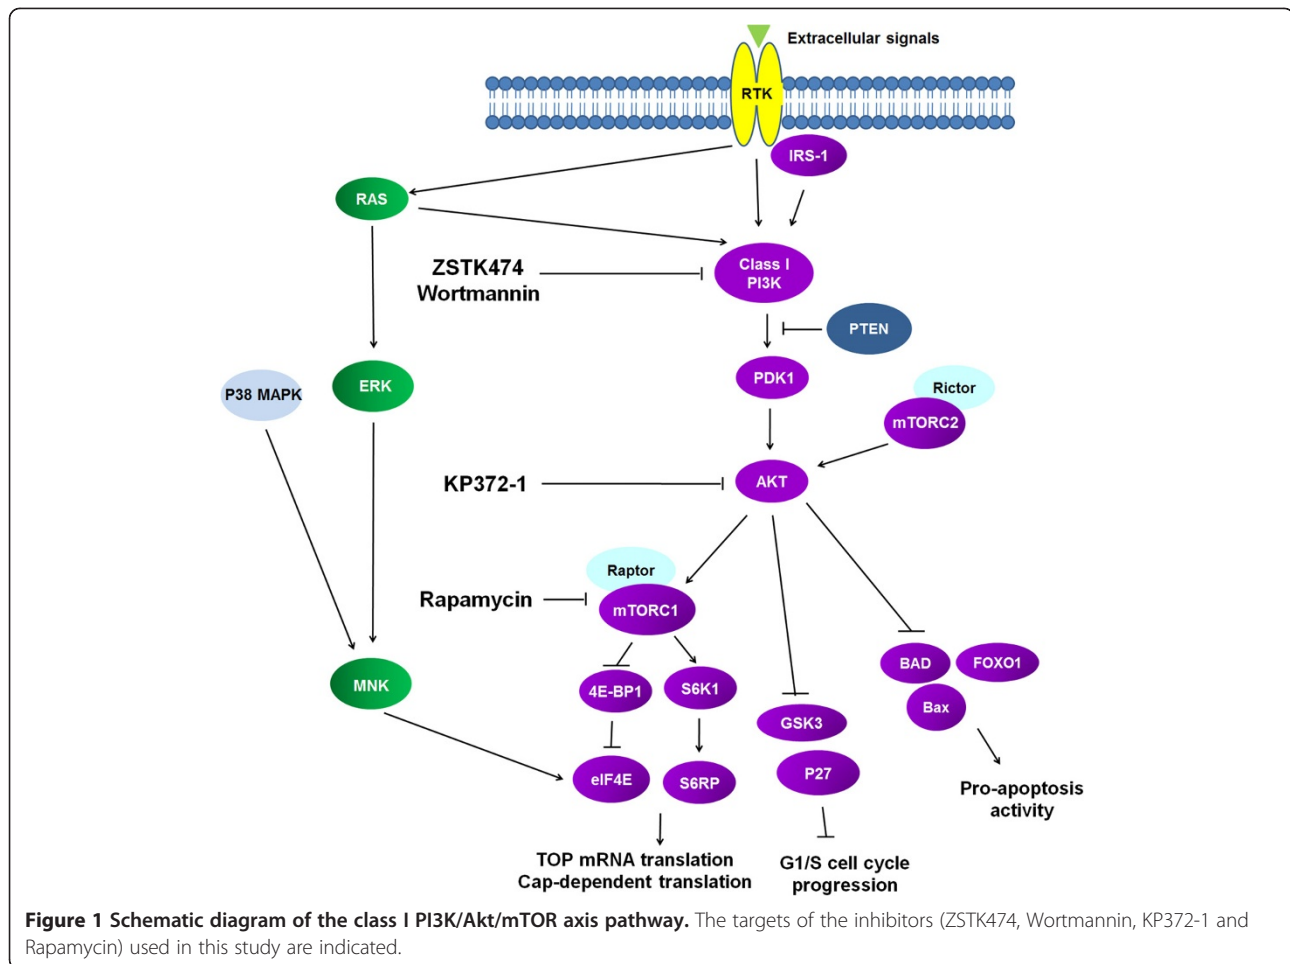 Extracellular signals
RTK
IRS-1
RAS
Class I
PI3K
ZSTK474
Wortmannin
PTEN
PDK1
P38 MAPK
ERK
Rictor
mTORC2
KP372-1
AKT
Raptor
mTORC1
Rapamycin
BAD
FOXO1
MNK
4E-BP1
S6K1
Bax
GSK3
eIF4E
S6RP
P27
Pro-apoptosis
activity
TOP mRNA translation
Cap-dependent translation
G1/S cell cycle
progression
Figure 1 Schematic diagram of the class I PI3K/Akt/mTOR axis pathway. The targets of the inhibitors (ZSTK474, Wortmannin, KP372-1 and
Rapamycin) used in this study are indicated.